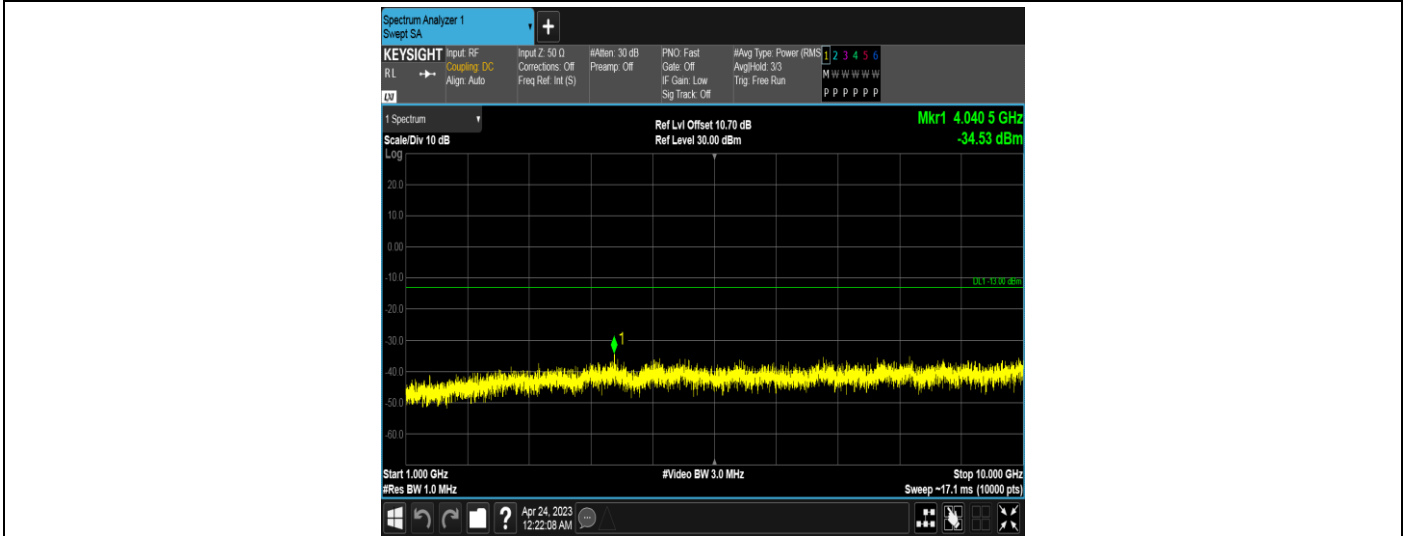 Spectrum Analyzer 1
Swept SA
+
KEYSIGHT
RL
LXI
Input: RF
Coupling: DC
Align: Auto
Input Z: 50 Ω
Corrections: Off
Freq Ref: Int (S)
#Atten: 30 dB
Preamp: Off
PNO: Fast
Gate: Off
IF Gain: Low
Sig Track: Off
#Avg Type: Power (RMS
Avg|Hold: 3/3
Trig: Free Run
1 2 3 4 5 6
M W W W W W
P P P P P P
1 Spectrum
Scale/Div 10 dB
Ref Lvl Offset 10.70 dB
Ref Level 30.00 dBm
Mkr1 4.040 5 GHz
-34.53 dBm
Log
20.0
10.0
0.00
-10.0
DL1 -13.00 dBm
-20.0
-30.0
1
-40.0
-50.0
-60.0
Start 1.000 GHz
#Video BW 3.0 MHz
Stop 10.000 GHz
#Res BW 1.0 MHz
Sweep ~17.1 ms (10000 pts)
?
Apr 24, 2023
12:22:08 AM